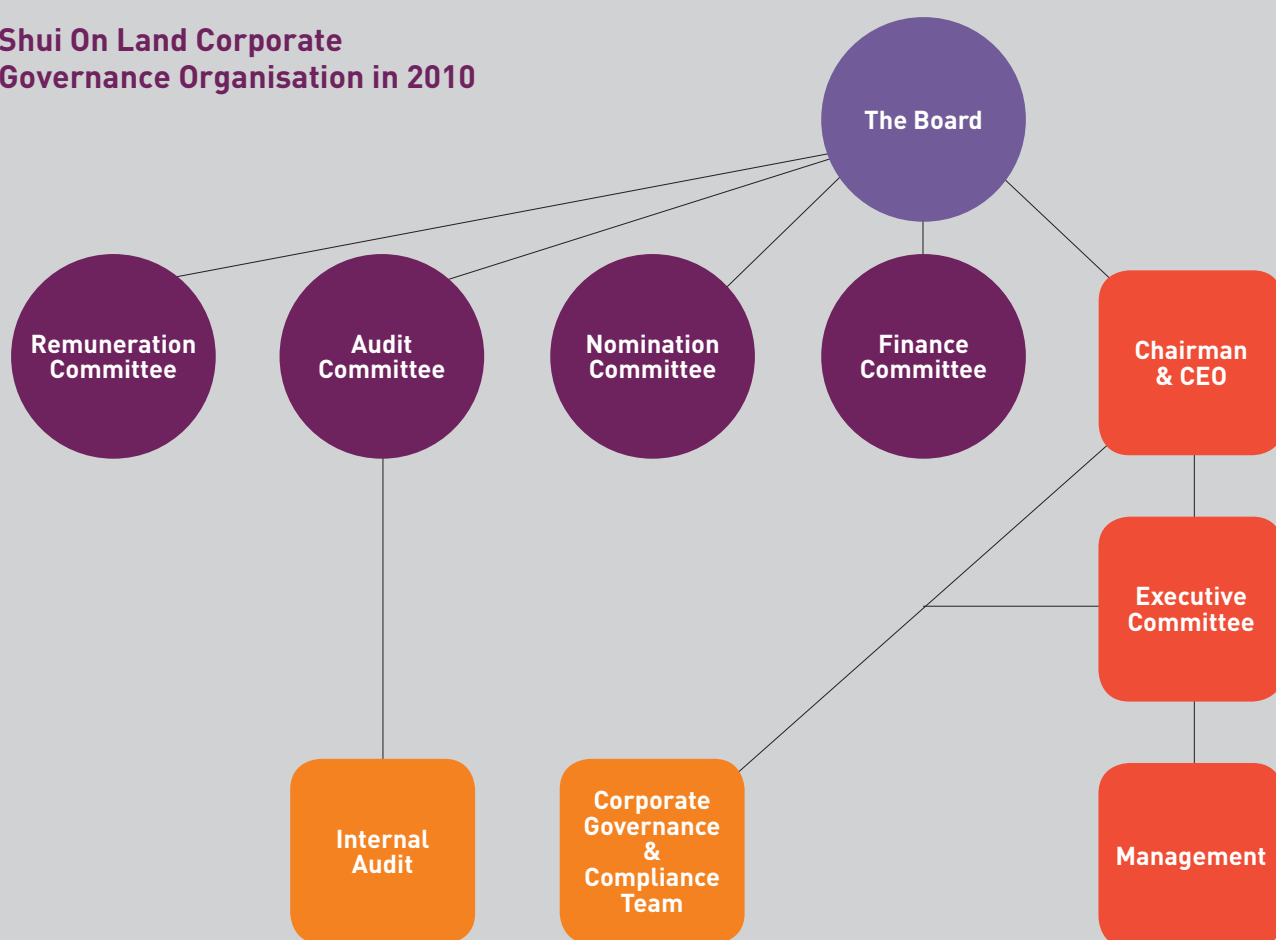 Shui On Land Corporate
Governance Organisation in 2010
The Board
Remuneration
Committee
Audit
Committee
Nomination
Committee
Finance
Committee
Chairman
& CEO
Executive
Committee
Internal
Audit
Corporate
Governance
&
Compliance
Team
Management